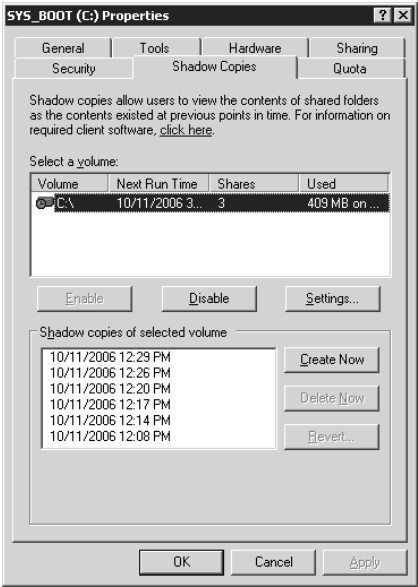 SYS_BOOT (C:) Properties
General Tools Hardware Sharing
Security Shadow Copies Quota
Shadow copies allow users to view the contents of shared folders
as the contents existed at previous points in time. For information on
required client software, click here.
Select a volume:
Volume Next Run Time Shares Used
C:\ 10/11/2006 3... 3 409 MB on ...
Enable Disable Settings...
Shadow copies of selected volume
10/11/2006 12:29 PM
10/11/2006 12:26 PM
10/11/2006 12:20 PM
10/11/2006 12:17 PM
10/11/2006 12:14 PM
10/11/2006 12:08 PM
Create Now
Delete Now
Revert...
OK Cancel Apply